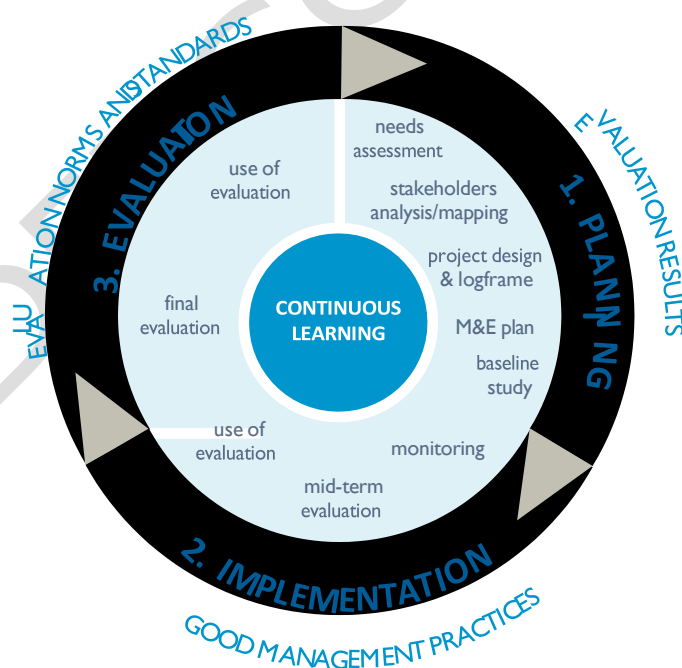 needs
assessment
stakeholders
analysis/mapping
project design
& logframe
M&E plan
baseline
study
monitoring
mid-term
evaluation
use of
evaluation
final
evaluation
use of
evaluation
CONTINUOUS
LEARNING
1. PLANNING
2. IMPLEMENTATION
3. EVALUATION
EVALUATION RESULTS
GOOD MANAGEMENT PRACTICES
EVALUATION NORMS AND STANDARDS